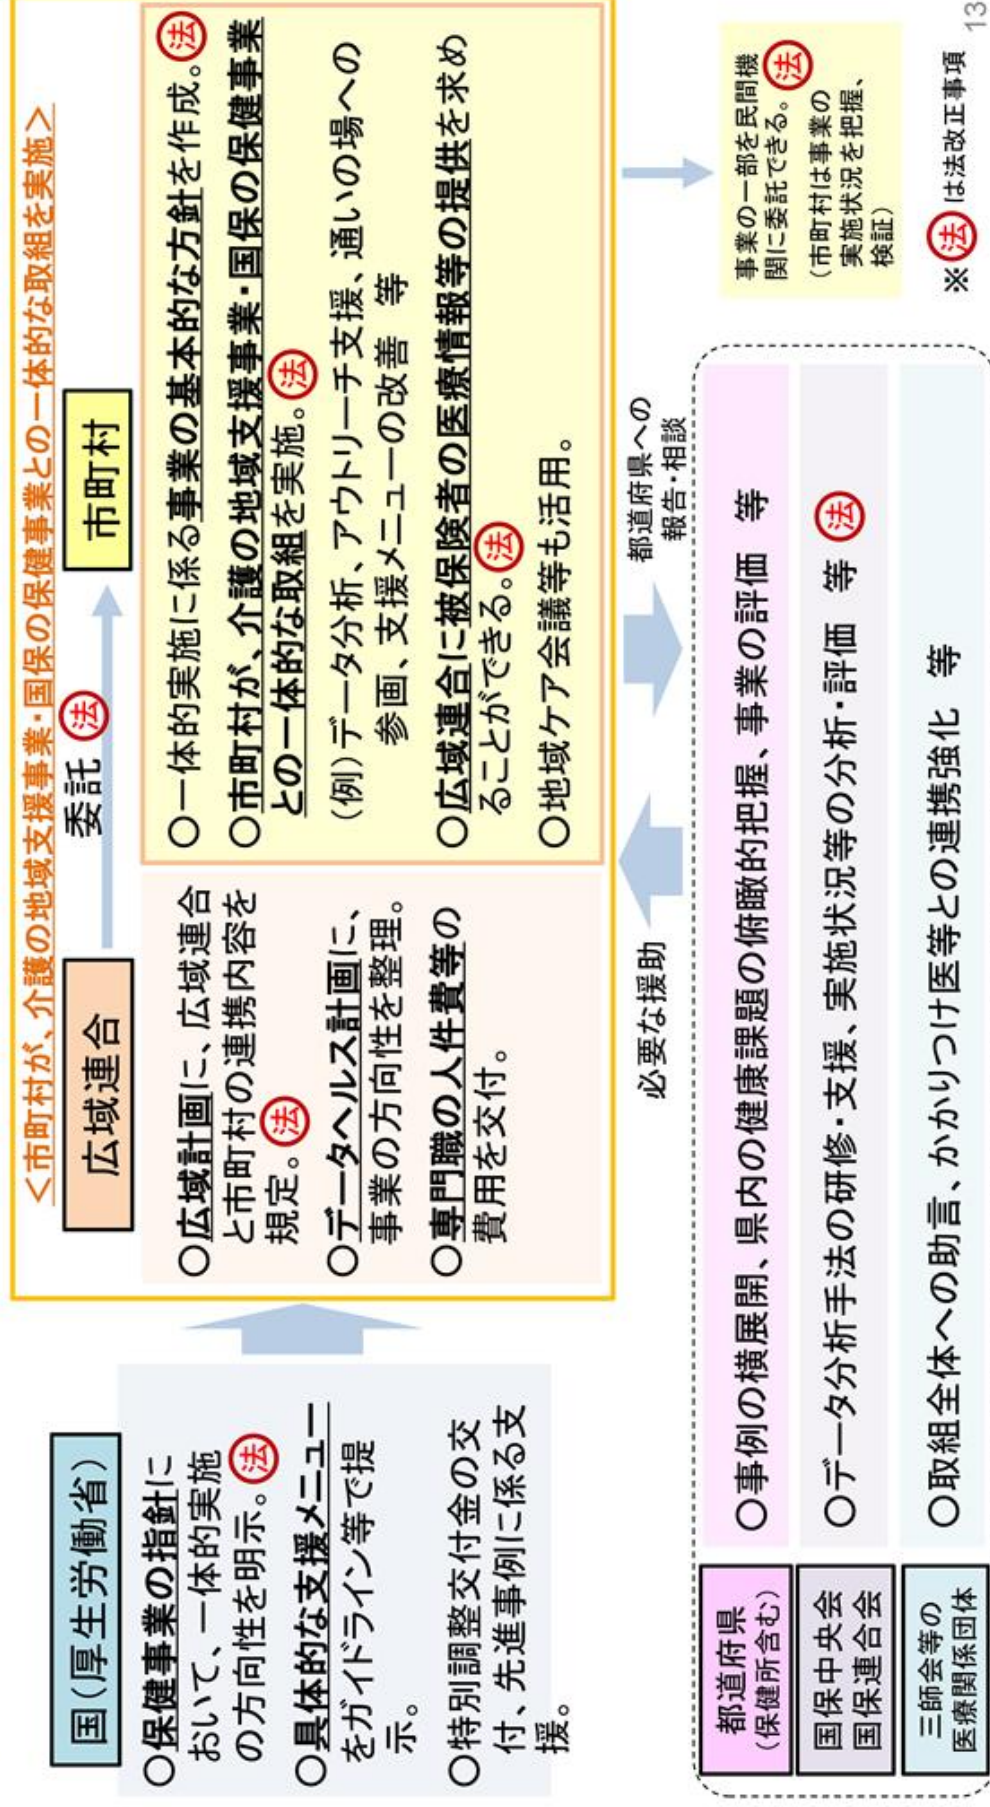 ＜市町村が、介護の地域支援事業・国保の保健事業との一体的な取組を実施＞
国（厚生労働省）
○保健事業の指針に
おいて、一体的実施
の方向性を明示。法
○具体的な支援メニュー
をガイドライン等で提
示。
○特別調整交付金の交
付、先進事例に係る支
援。
広域連合
○広域計画に、広域連合
と市町村の連携内容を
規定。法
○データヘルス計画に、
事業の方向性を整理。
○専門職の人件費等の
費用を交付。
委託 法
市町村
○一体的実施に係る事業の基本的な方針を作成。法
○市町村が、介護の地域支援事業・国保の保健事業
との一体的な取組を実施。法
（例）データ分析、アウトリーチ支援、通いの場への
参画、支援メニューの改善　等
○広域連合に被保険者の医療情報等の提供を求め
ることができる。法
○地域ケア会議等も活用。
必要な援助
都道府県への
報告・相談
事業の一部を民間機
関に委託できる。法
（市町村は事業の
実施状況を把握、
検証）
都道府県
（保健所含む）
○事例の横展開、県内の健康課題の俯瞰的把握、事業の評価　等
国保中央会
国保連合会
○データ分析手法の研修・支援、実施状況等の分析・評価　等 法
三師会等の
医療関係団体
○取組全体への助言、かかりつけ医等との連携強化　等
※法は法改正事項
13